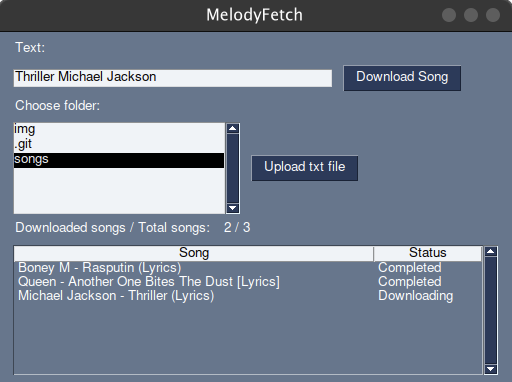 MelodyFetch
Text:
Thriller Michael Jackson
Download Song
Choose folder:
img
.git
songs
Upload txt file
Downloaded songs / Total songs: 2 / 3
Song Status
Boney M - Rasputin (Lyrics) Completed
Queen - Another One Bites The Dust [Lyrics] Completed
Michael Jackson - Thriller (Lyrics) Downloading